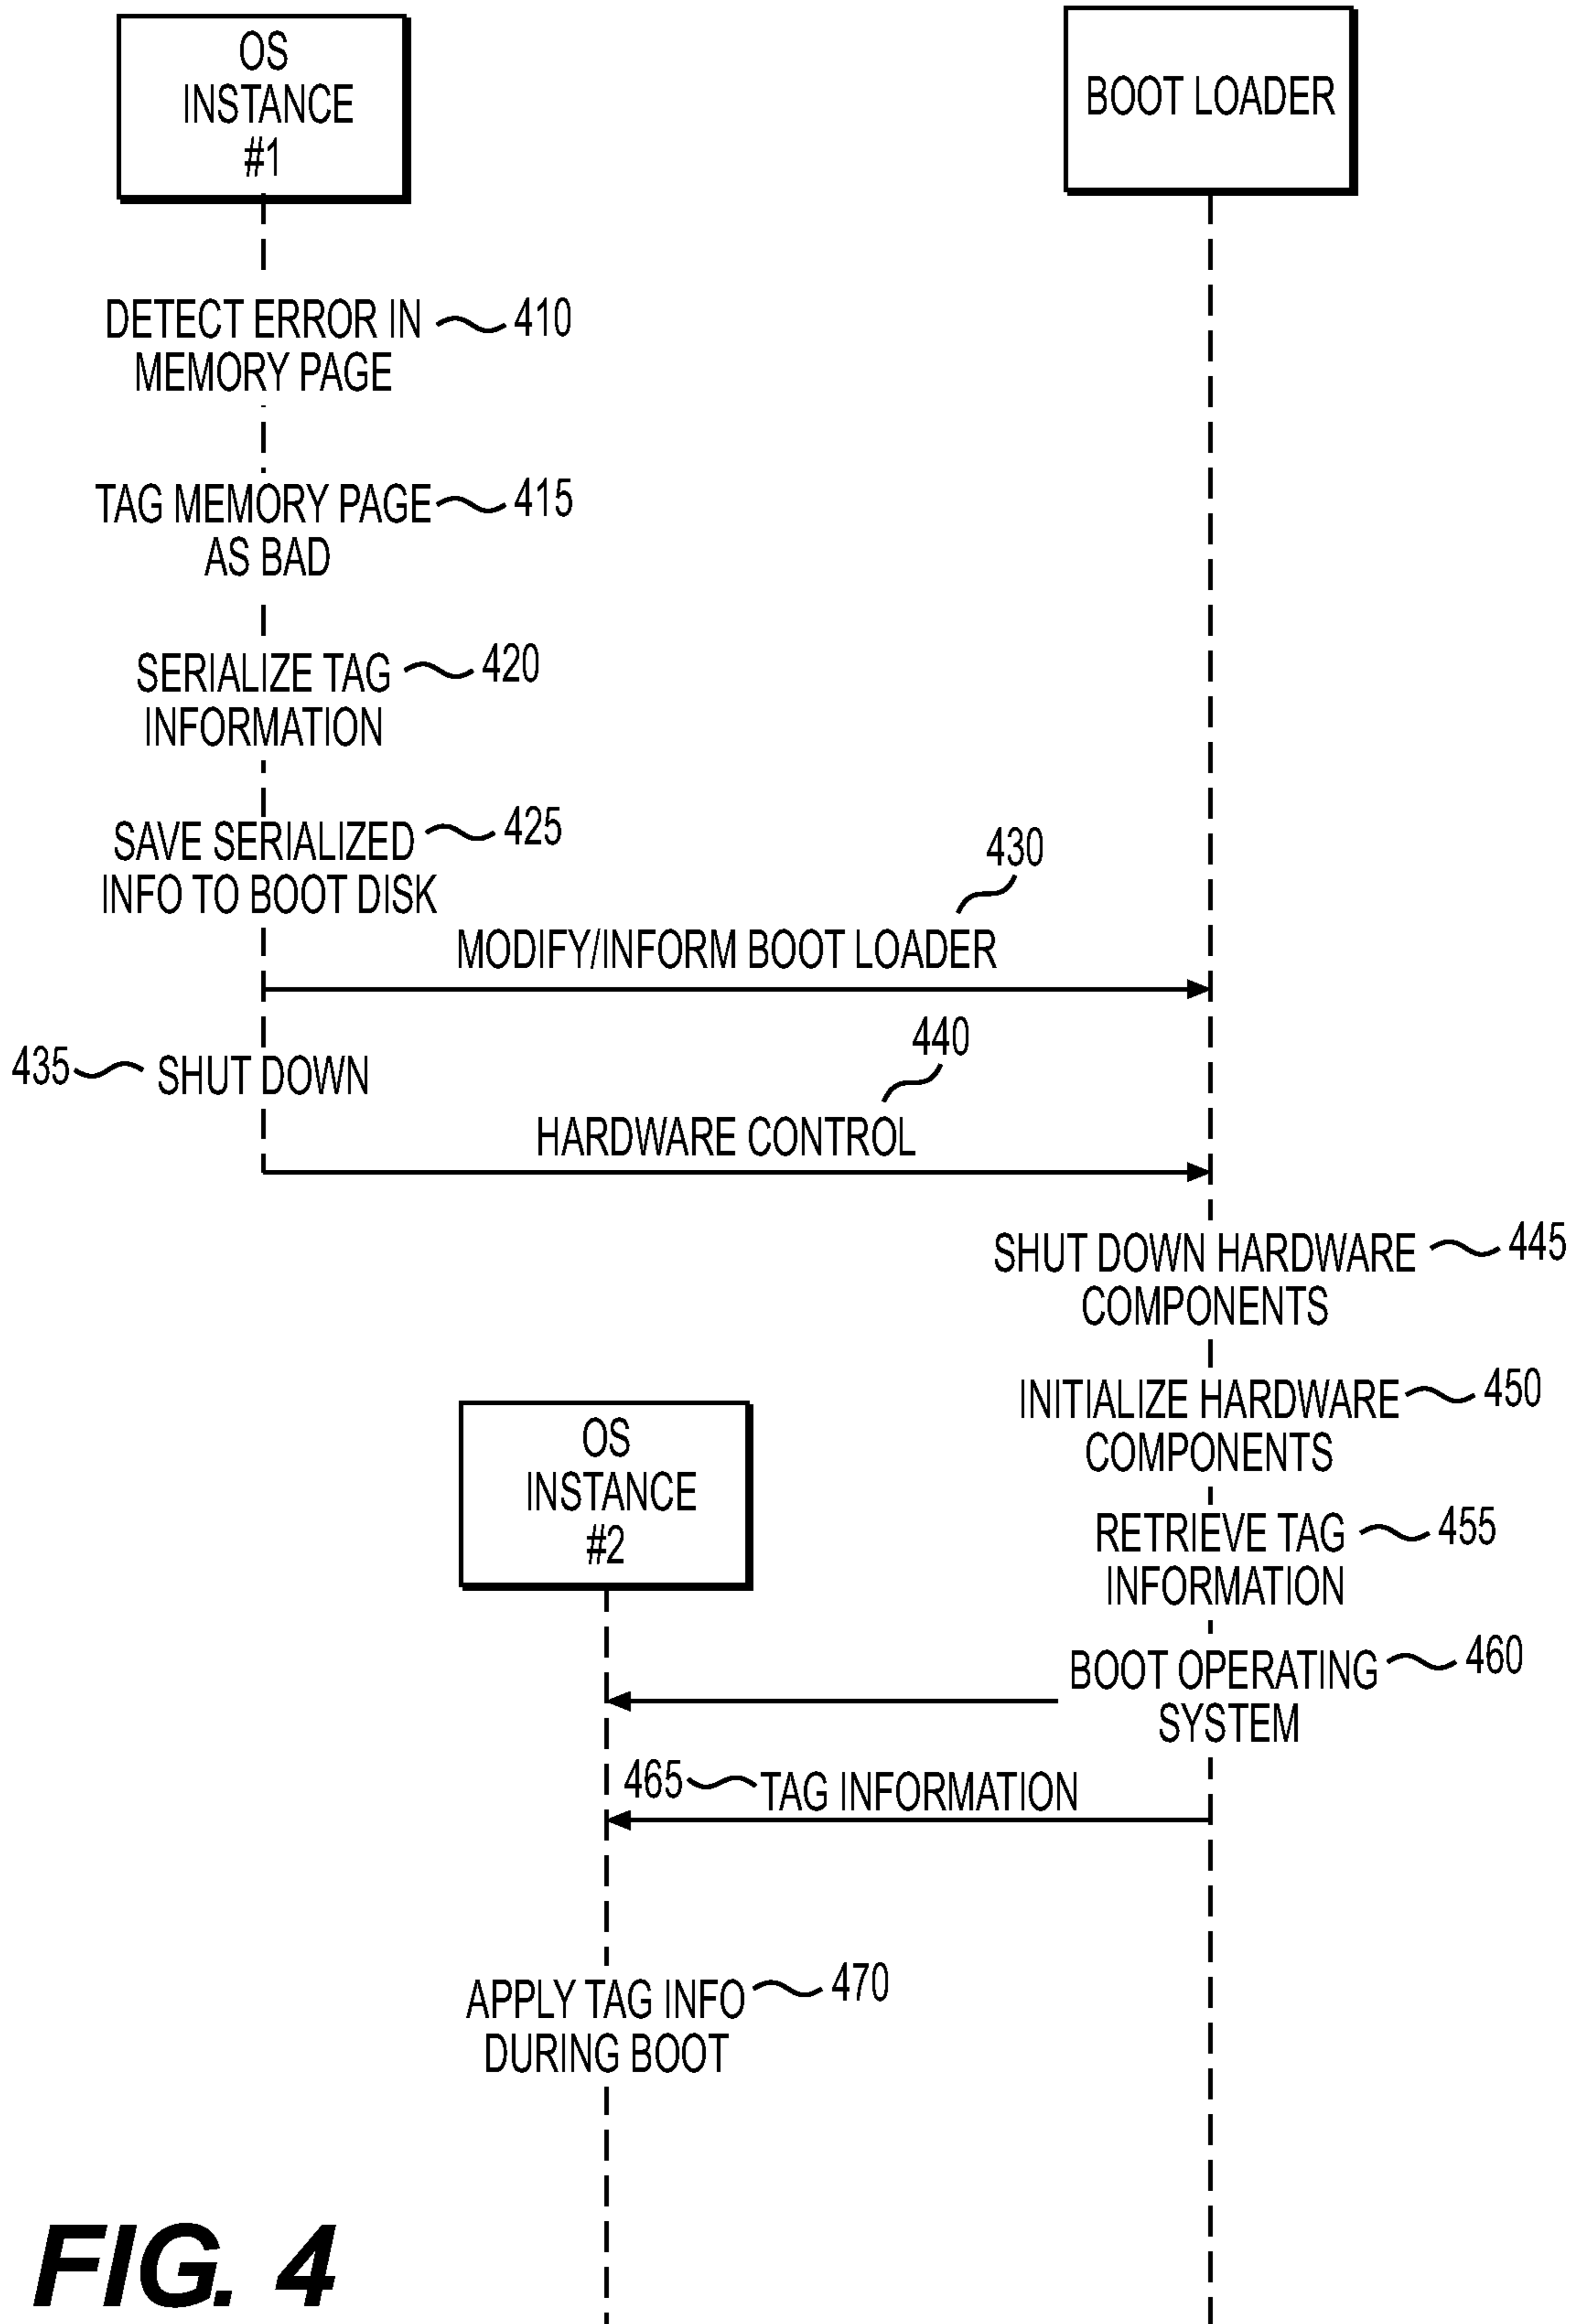 OS
INSTANCE
#1
BOOT LOADER
DETECT ERROR IN
MEMORY PAGE
410
TAG MEMORY PAGE
AS BAD
415
SERIALIZE TAG
INFORMATION
420
SAVE SERIALIZED
INFO TO BOOT DISK
425
430
MODIFY/INFORM BOOT LOADER
435
SHUT DOWN
440
HARDWARE CONTROL
SHUT DOWN HARDWARE
COMPONENTS
445
INITIALIZE HARDWARE
COMPONENTS
450
OS
INSTANCE
#2
RETRIEVE TAG
INFORMATION
455
BOOT OPERATING
SYSTEM
460
465
TAG INFORMATION
APPLY TAG INFO
DURING BOOT
470
FIG. 4